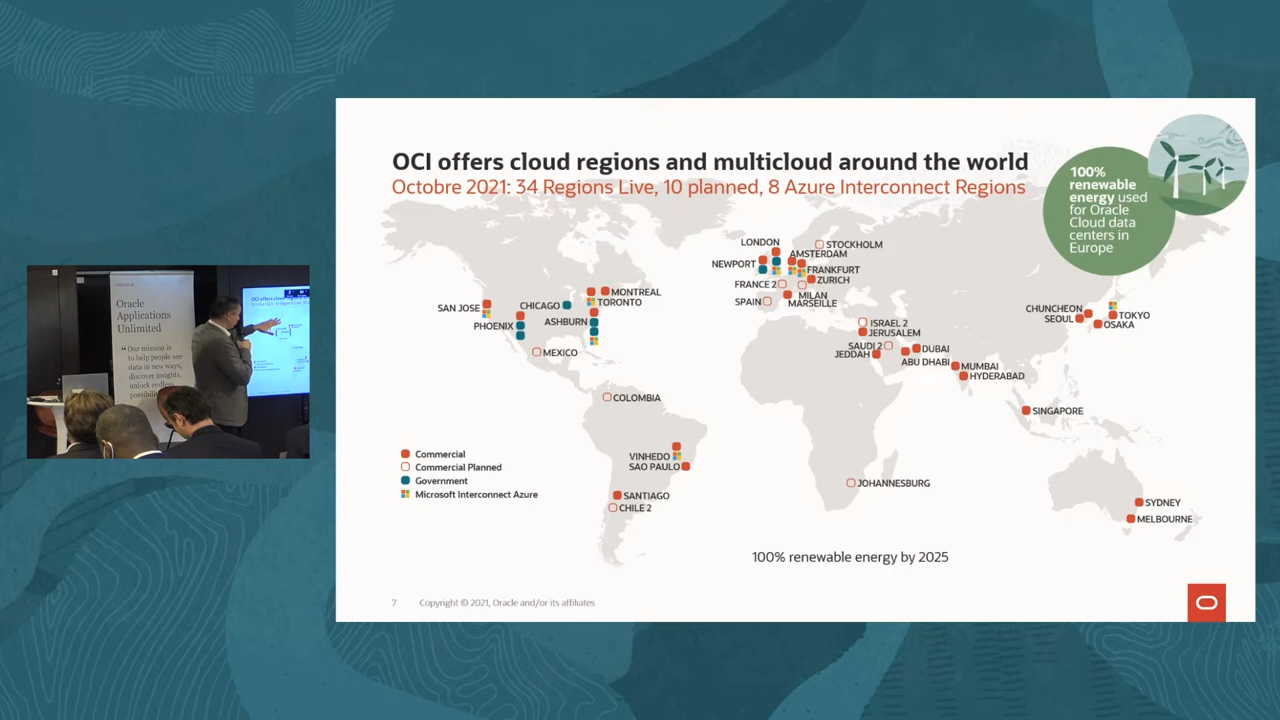 OCI offers cloud regions and multicloud around the world
Octobre 2021: 34 Regions Live, 10 planned, 8 Azure Interconnect Regions
100%
renewable
energy used
for Oracle
Cloud data
centers in
Europe
SAN JOSE
PHOENIX
CHICAGO
MONTREAL
TORONTO
ASHBURN
MEXICO
COLOMBIA
VINHEDO
SAO PAULO
SANTIAGO
CHILE 2
LONDON
NEWPORT
STOCKHOLM
AMSTERDAM
FRANKFURT
ZURICH
FRANCE 2
SPAIN
MILAN
MARSEILLE
ISRAEL 2
JERUSALEM
SAUDI 2
JEDDAH
DUBAI
ABU DHABI
MUMBAI
HYDERABAD
SINGAPORE
JOHANNESBURG
CHUNCHEON
SEOUL
TOKYO
OSAKA
SYDNEY
MELBOURNE
Commercial
Commercial Planned
Government
Microsoft Interconnect Azure
100% renewable energy by 2025
7 Copyright © 2021, Oracle and/or its affiliates
ORACLE
Oracle
Applications
Unlimited
“ Our mission is
to help people see
data in new ways,
discover insights,
unlock endless